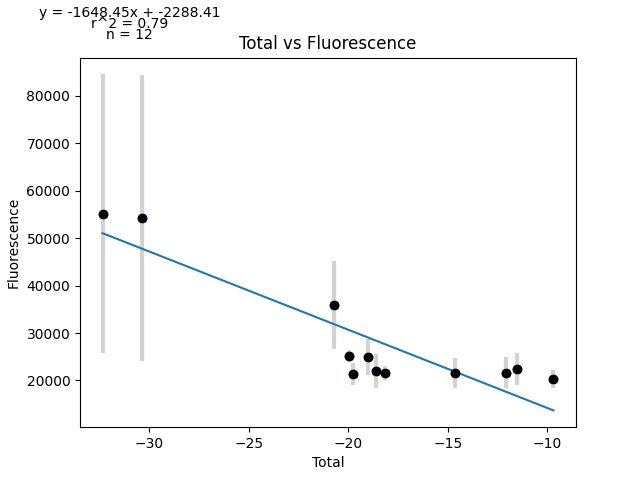 y = -1648.45x + -2288.41
r^2 = 0.79
n = 12
Total vs Fluorescence
80000
70000
60000
50000
40000
30000
20000
Fluorescence
−30
−25
−20
−15
−10
Total